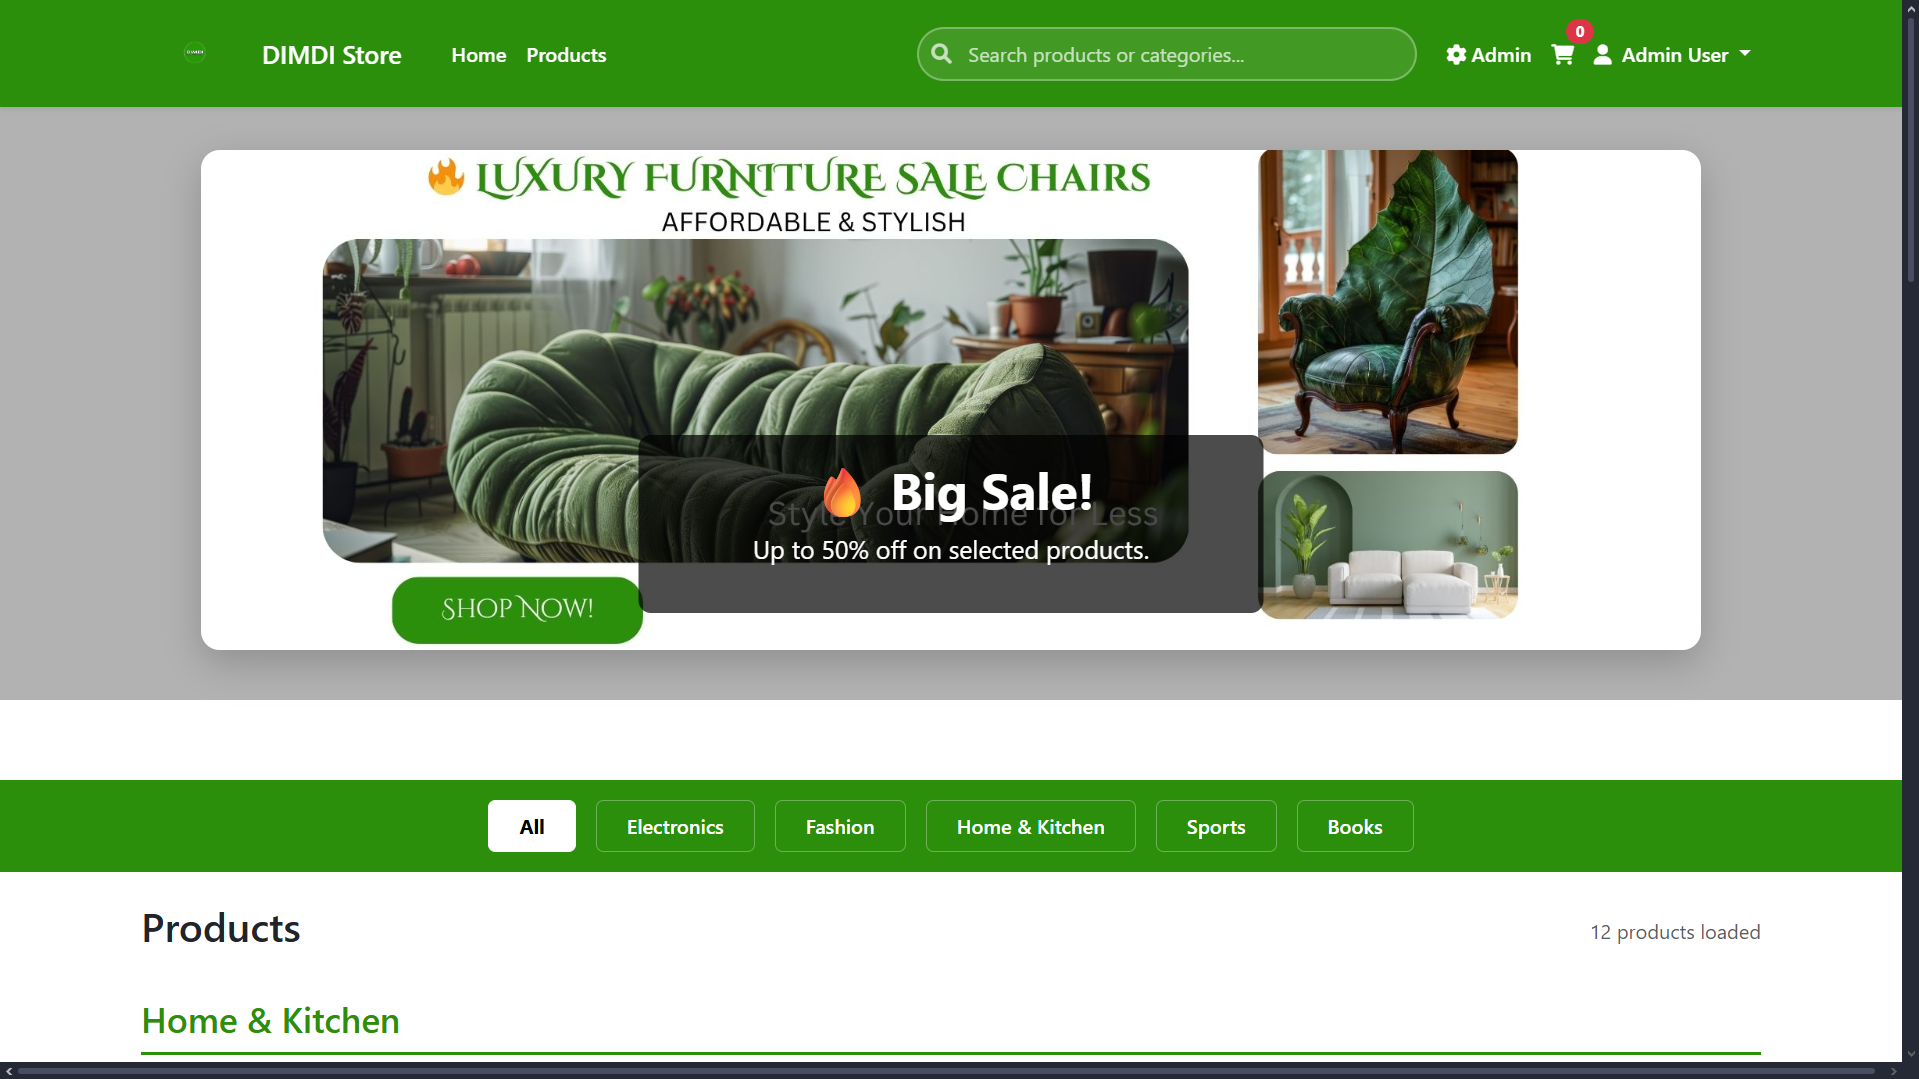 DIMDI Store
Home
Products
Search products or categories...
Admin
0
Admin User
LUXURY FURNITURE SALE CHAIRS
AFFORDABLE & STYLISH
Big Sale!
Style Your Home for Less
Up to 50% off on selected products.
SHOP NOW!
All
Electronics
Fashion
Home & Kitchen
Sports
Books
Products
12 products loaded
Home & Kitchen